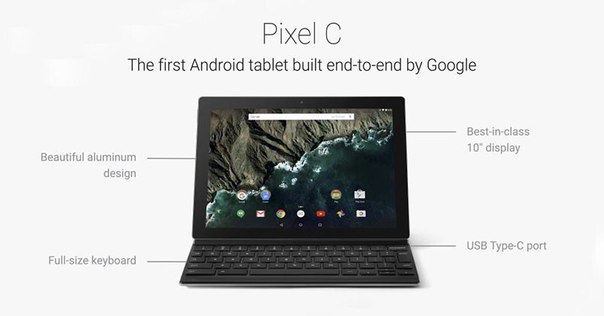 Pixel C
The first Android tablet built end-to-end by Google
Best-in-class
10" display
Beautiful aluminum
design
USB Type-C port
Full-size keyboard